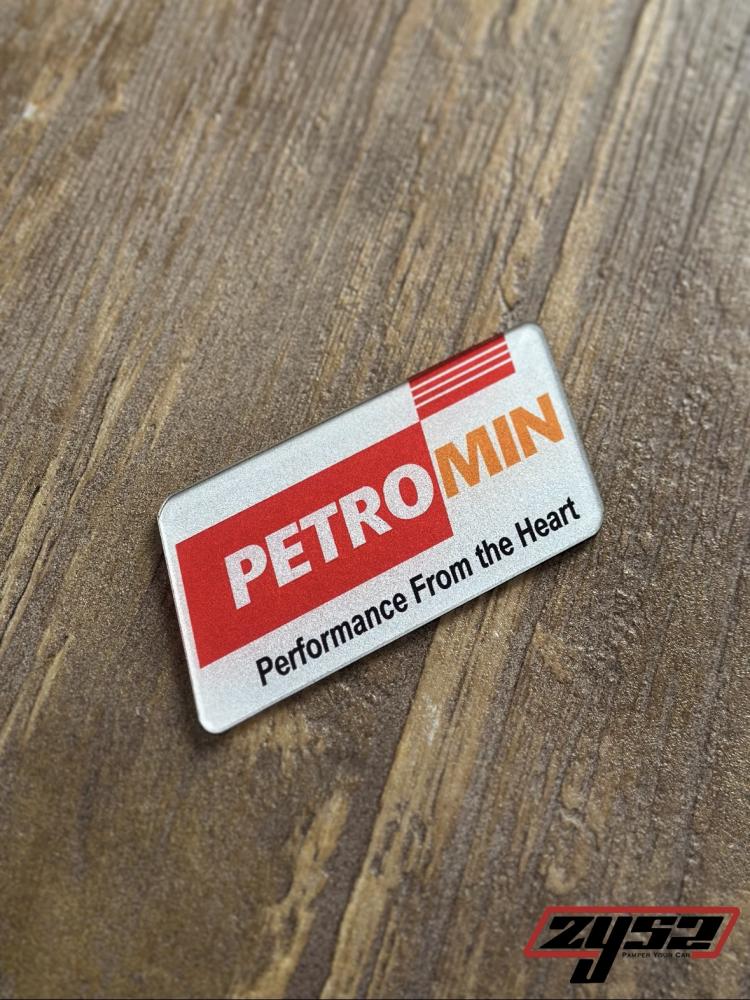 PETROMIN
Performance From the Heart
zys2
PAMPER YOUR CAR